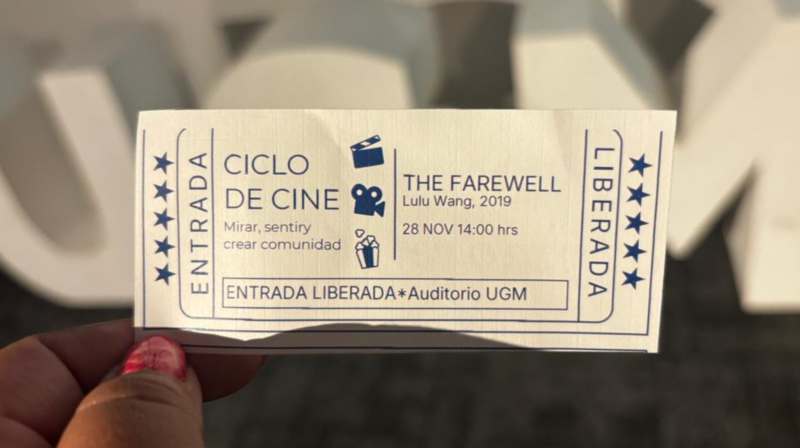 ENTRADA
CICLO
DE CINE
Mirar, sentiry
crear comunidad
THE FAREWELL
Lulu Wang, 2019
28 NOV 14:00 hrs
ENTRADA LIBERADA*Auditorio UGM
LIBERADA